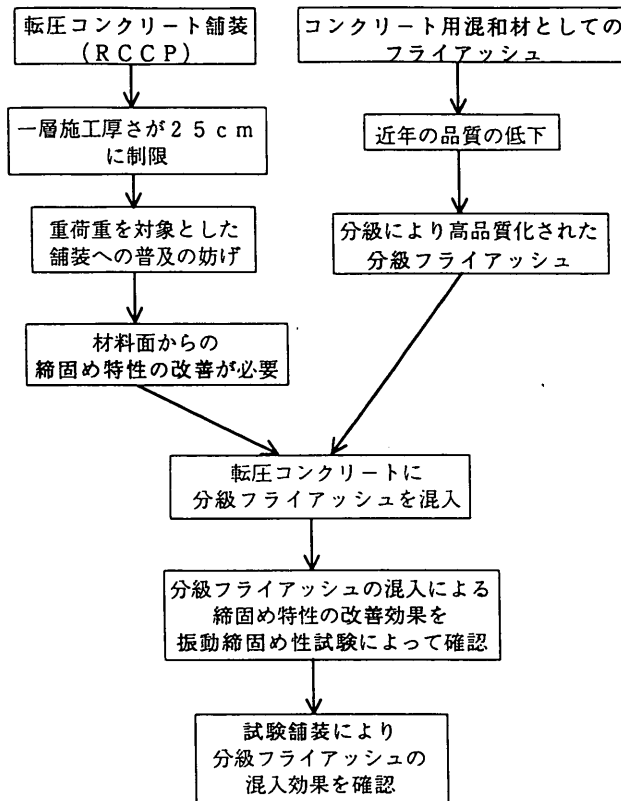 転圧コンクリート舗装
(RCCP)
一層施工厚さが25cm
に制限
重荷重を対象とした
舗装への普及の妨げ
材料面からの
締固め特性の改善が必要
コンクリート用混和材としての
フライアッシュ
近年の品質の低下
分級により高品質化された
分級フライアッシュ
転圧コンクリートに
分級フライアッシュを混入
分級フライアッシュの混入による
締固め特性の改善効果を
振動締固め性試験によって確認
試験舗装により
分級フライアッシュの
混入効果を確認